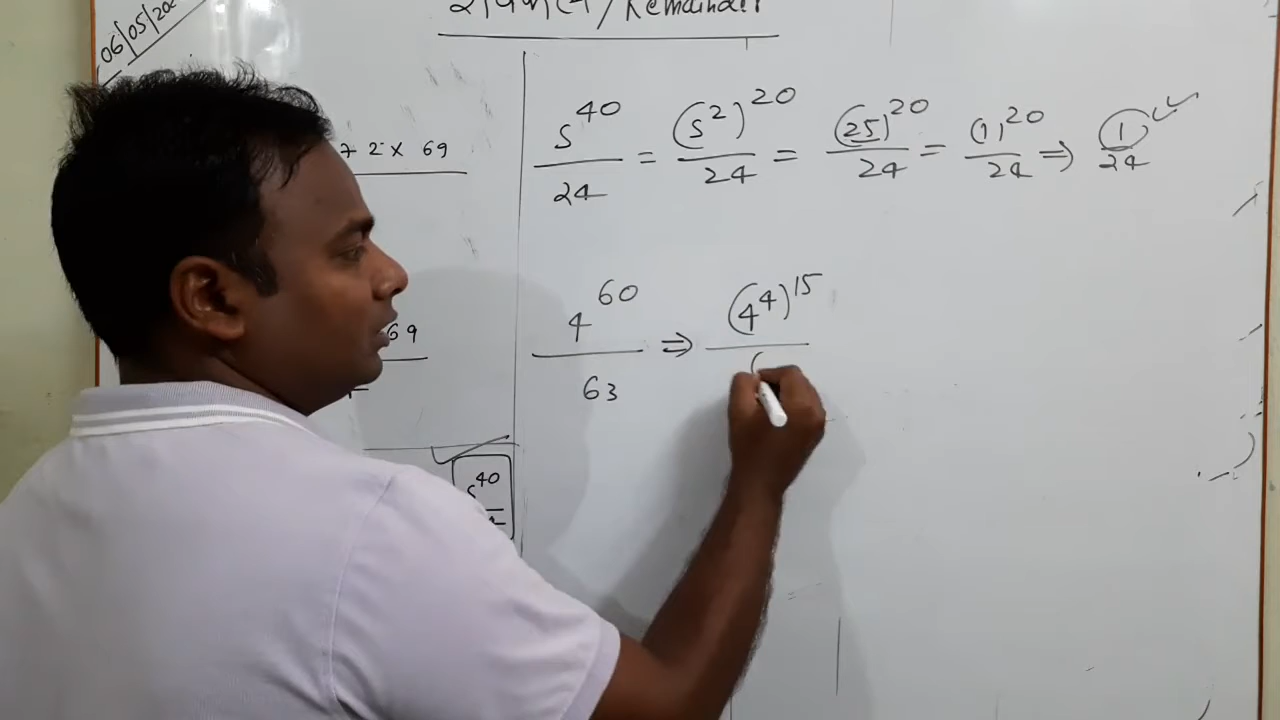 06/05/20
/ Remainder
5^40/24 = (5^2)^20/24 = (25)^20/24 = (1)^20/24 ⇒ 1/24
7 2 × 69
4^60/63 ⇒ (4^4)^15/6
69
5^40